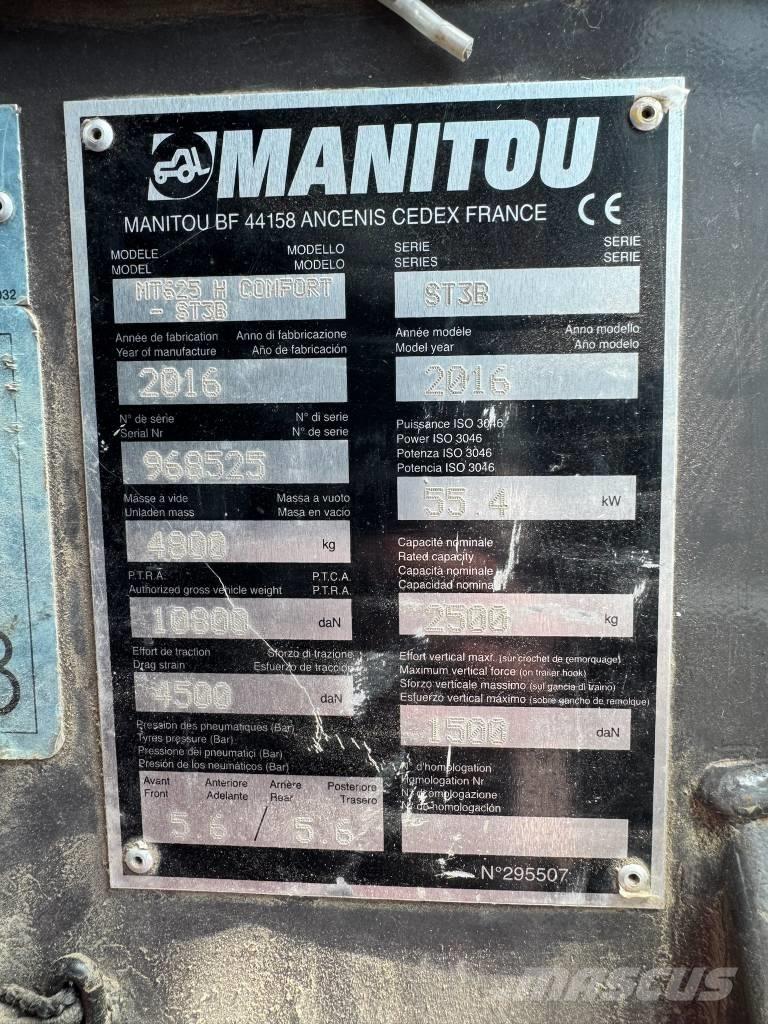 MANITOU
MANITOU BF 44158 ANCENIS CEDEX FRANCE CE
MODELE MODELLO
MODEL MODELO
MT625 H COMFORT
- ST3B
SERIE SERIE
SERIES SERIE
8T3B
Année de fabrication Anno di fabbricazione
Year of manufacture Año de fabricación
2016
Année modèle Anno modello
Model year Año modelo
2016
N° de série N° di serie
Serial Nr N° de serie
968525
Puissance ISO 3046
Power ISO 3046
Potenza ISO 3046
Potencia ISO 3046
55.4 kW
Masse à vide Massa a vuoto
Unladen mass Masa en vacio
4800 kg
Capacité nominale
Rated capacity
Capacità nominale
Capacidad nominal
2500 kg
P.T.R.A. P.T.C.A.
Authorized gross vehicle weight P.T.R.A.
10800 daN
Effort de traction Sforzo di trazione
Drag strain Esfuerzo de tracción
4500 daN
Effort vertical maxi. (sur crochet de remorquage)
Maximum vertical force (on trailer hook)
Sforzo verticale massimo (sul gancia di traino)
Esfuerzo vertical máximo (sobre gancho de remolque)
1500 daN
Pression des pneumatiques (Bar)
Tyres pressure (Bar)
Pressione dei pneumatici (Bar)
Presión de los neumáticos (Bar)
Avant Anteriore Arrière Posteriore
Front Adelante Rear Trasero
5.6 / 5.6
N° d'homologation
Homologation Nr
N° d'omologazione
N° de homologación
N°295507
032
MASCUS